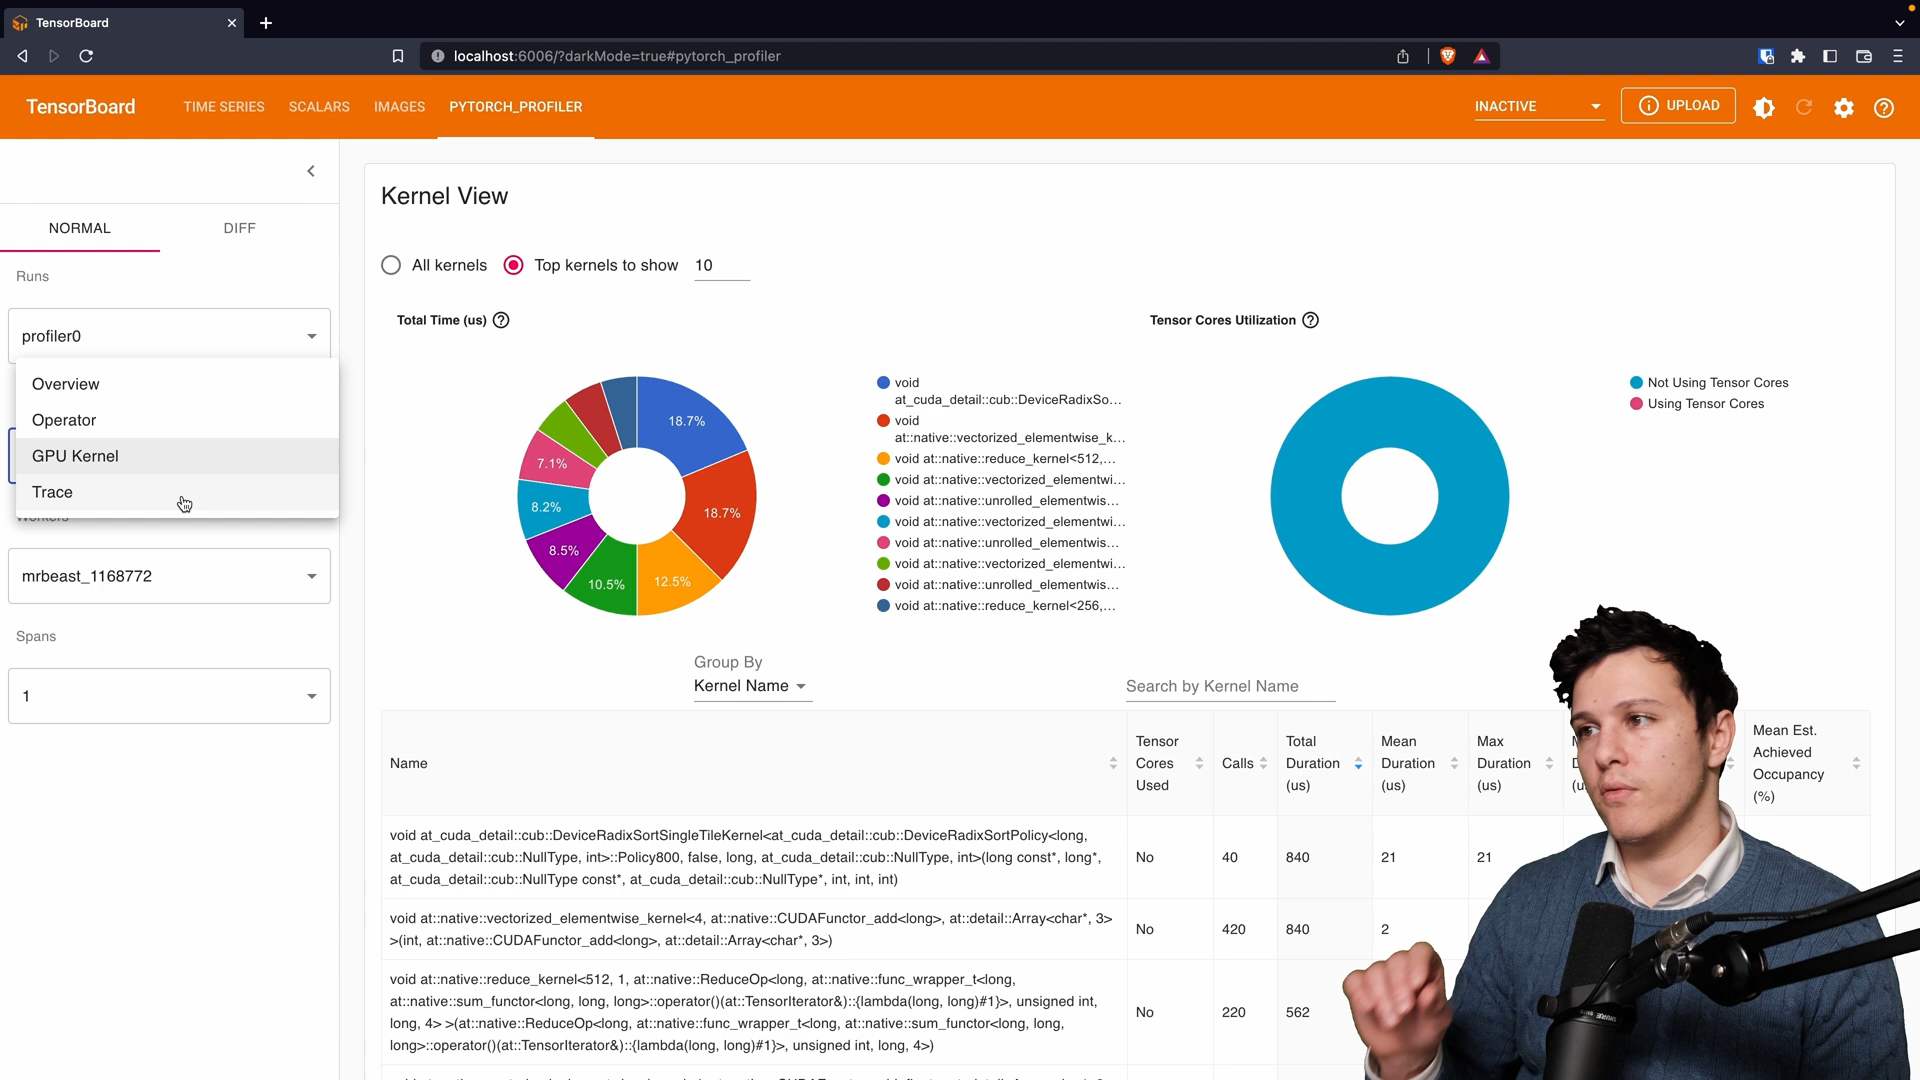 TensorBoard
localhost:6006/?darkMode=true#pytorch_profiler
TensorBoard
TIME SERIES
SCALARS
IMAGES
PYTORCH_PROFILER
INACTIVE
UPLOAD
NORMAL
DIFF
Runs
profiler0
Overview
Operator
GPU Kernel
Trace
Workers
mrbeast_1168772
Spans
1
Kernel View
All kernels
Top kernels to show
10
Total Time (us)
18.7%
18.7%
12.5%
10.5%
8.5%
8.2%
7.1%
void
at_cuda_detail::cub::DeviceRadixSo...
void
at::native::vectorized_elementwise_k...
void at::native::reduce_kernel<512,...
void at::native::vectorized_elementwi...
void at::native::unrolled_elementwis...
void at::native::vectorized_elementwi...
void at::native::unrolled_elementwis...
void at::native::vectorized_elementwi...
void at::native::unrolled_elementwis...
void at::native::reduce_kernel<256,...
Tensor Cores Utilization
Not Using Tensor Cores
Using Tensor Cores
Group By
Kernel Name
Search by Kernel Name
Name
Tensor
Cores
Used
Calls
Total
Duration
(us)
Mean
Duration
(us)
Max
Duration
(us)
Mean Est.
Achieved
Occupancy
(%)
void at_cuda_detail::cub::DeviceRadixSortSingleTileKernel<at_cuda_detail::cub::DeviceRadixSortPolicy<long,
at_cuda_detail::cub::NullType, int>::Policy800, false, long, at_cuda_detail::cub::NullType, int>(long const*, long*,
at_cuda_detail::cub::NullType const*, at_cuda_detail::cub::NullType*, int, int, int)
No
40
840
21
21
void at::native::vectorized_elementwise_kernel<4, at::native::CUDAFunctor_add<long>, at::detail::Array<char*, 3>
>(int, at::native::CUDAFunctor_add<long>, at::detail::Array<char*, 3>)
No
420
840
2
void at::native::reduce_kernel<512, 1, at::native::ReduceOp<long, at::native::func_wrapper_t<long,
at::native::sum_functor<long, long, long>::operator()(at::TensorIterator&)::{lambda(long, long)#1}>, unsigned int,
long, 4> >(at::native::ReduceOp<long, at::native::func_wrapper_t<long, at::native::sum_functor<long, long,
long>::operator()(at::TensorIterator&)::{lambda(long, long)#1}>, unsigned int, long, 4>)
No
220
562